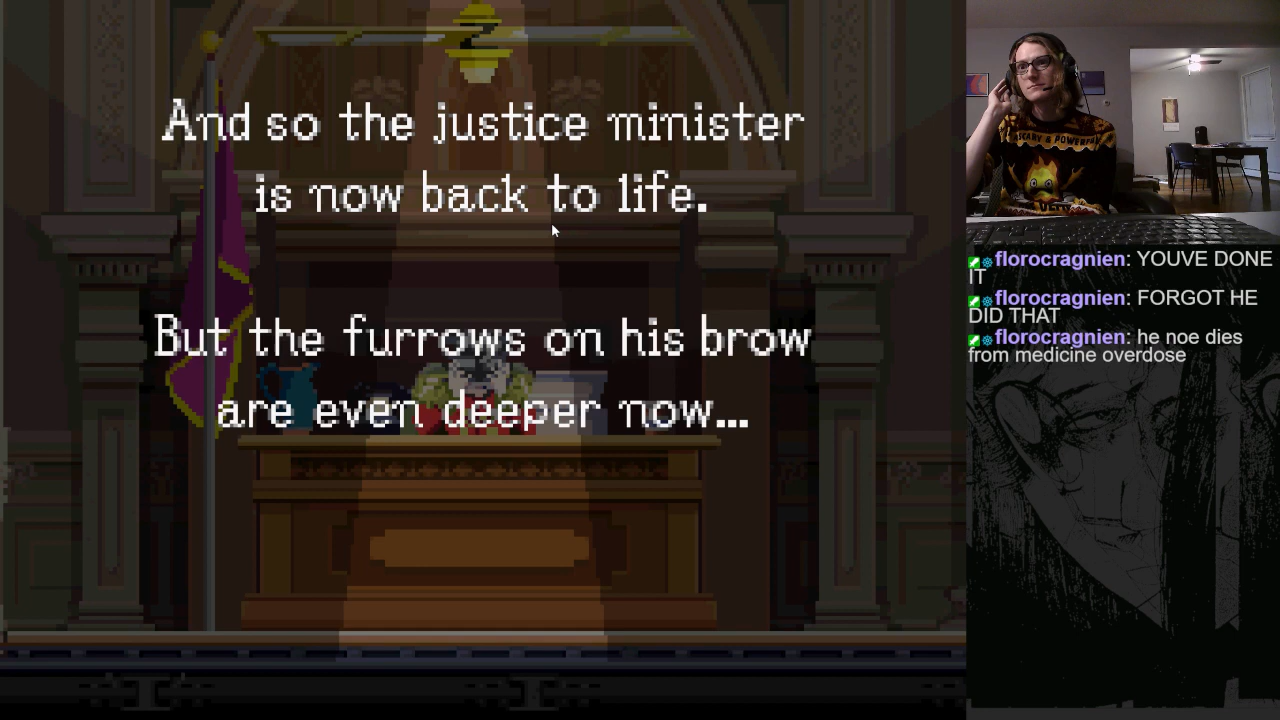 And so the justice minister
is now back to life.
But the furrows on his brow
are even deeper now...
SCARY & POWERFUL
florocragnien: YOUVE DONE
IT
florocragnien: FORGOT HE
DID THAT
florocragnien: he noe dies
from medicine overdose